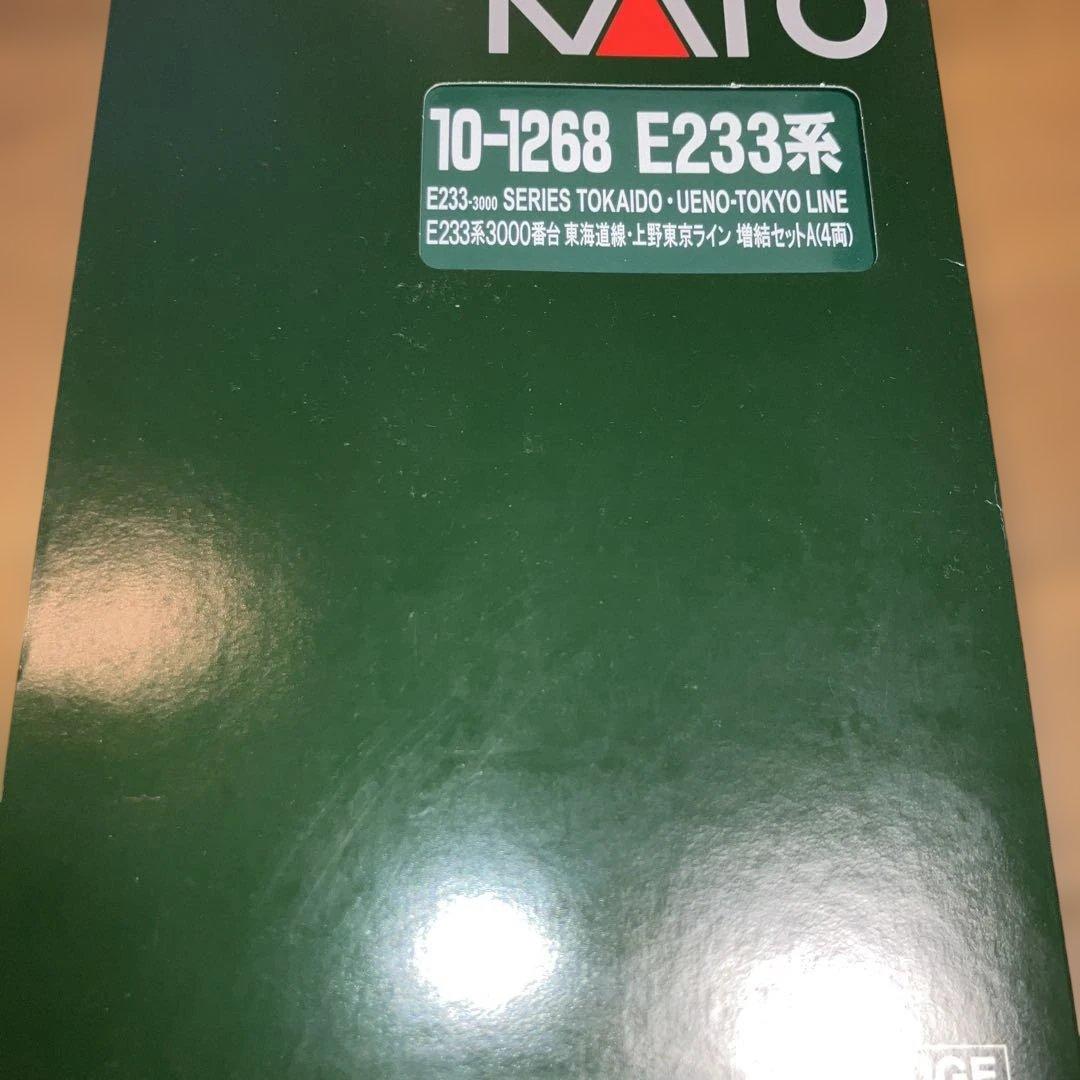 KATO
10-1268 E233系
E233-3000 SERIES TOKAIDO・UENO-TOKYO LINE
E233系3000番台 東海道線・上野東京ライン 増結セットA(4両)